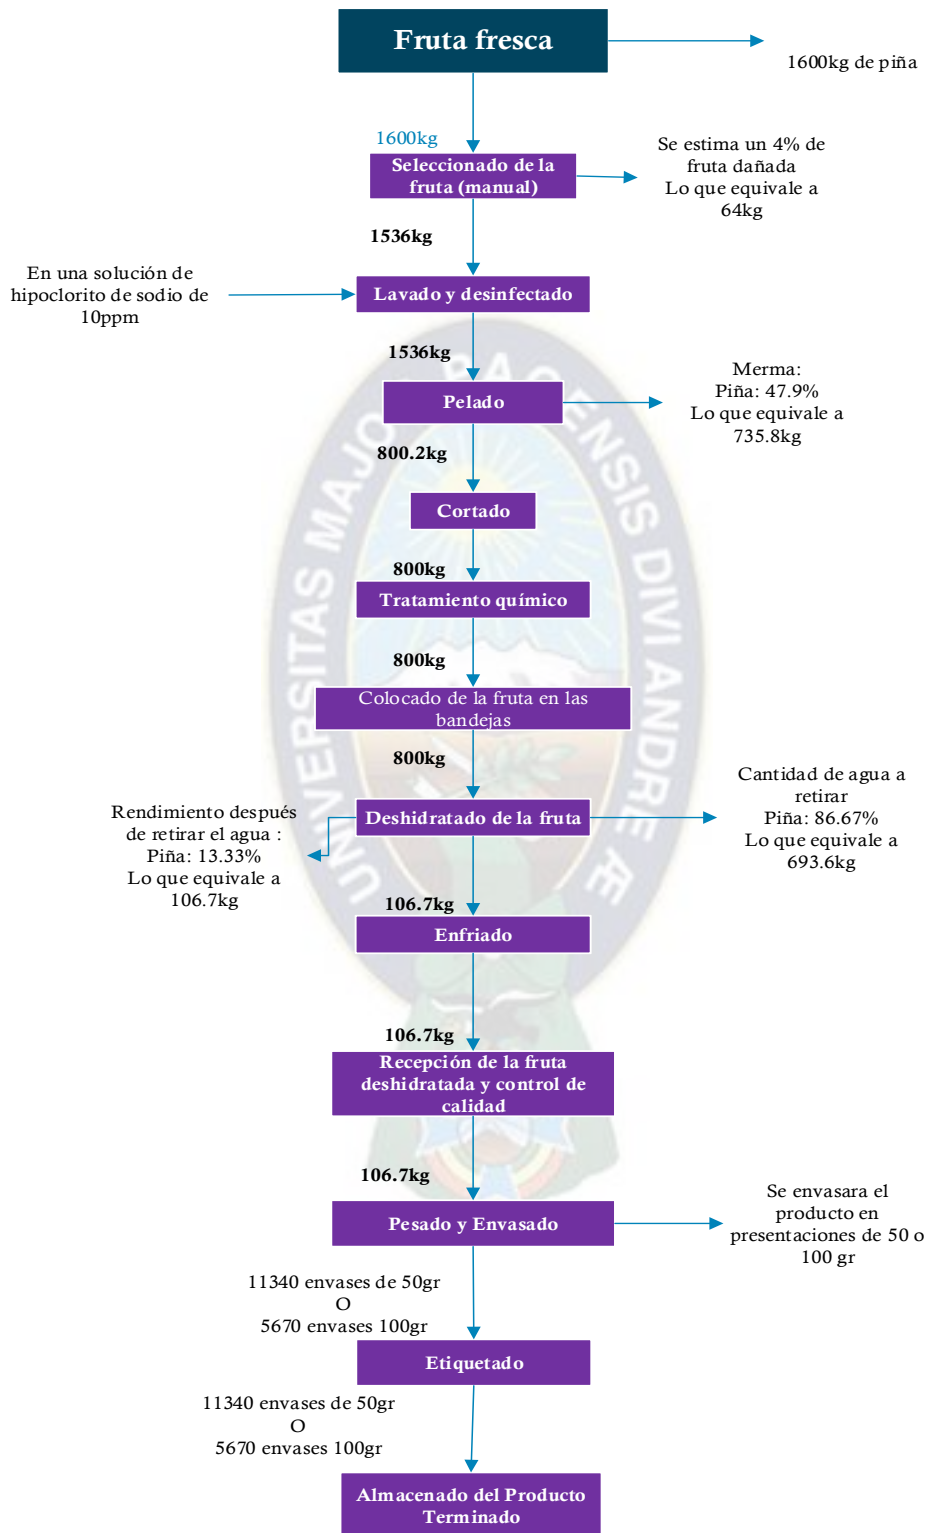 Fruta fresca
1600kg de piña
1600kg
Seleccionado de la
fruta (manual)
Se estima un 4% de
fruta dañada
Lo que equivale a
64kg
1536kg
En una solución de
hipoclorito de sodio de
10ppm
Lavado y desinfectado
1536kg
Pelado
Merma:
Piña: 47.9%
Lo que equivale a
735.8kg
800.2kg
Cortado
800kg
Tratamiento químico
800kg
Colocado de la fruta en las
bandejas
800kg
Deshidratado de la fruta
Rendimiento después
de retirar el agua :
Piña: 13.33%
Lo que equivale a
106.7kg
Cantidad de agua a
retirar
Piña: 86.67%
Lo que equivale a
693.6kg
106.7kg
Enfriado
106.7kg
Recepción de la fruta
deshidratada y control de
calidad
106.7kg
Pesado y Envasado
Se envasara el
producto en
presentaciones de 50 o
100 gr
11340 envases de 50gr
O
5670 envases 100gr
Etiquetado
11340 envases de 50gr
O
5670 envases 100gr
Almacenado del Producto
Terminado
UNIVERSITAS MAJOR PACENSIS DIVI ANDRE Æ